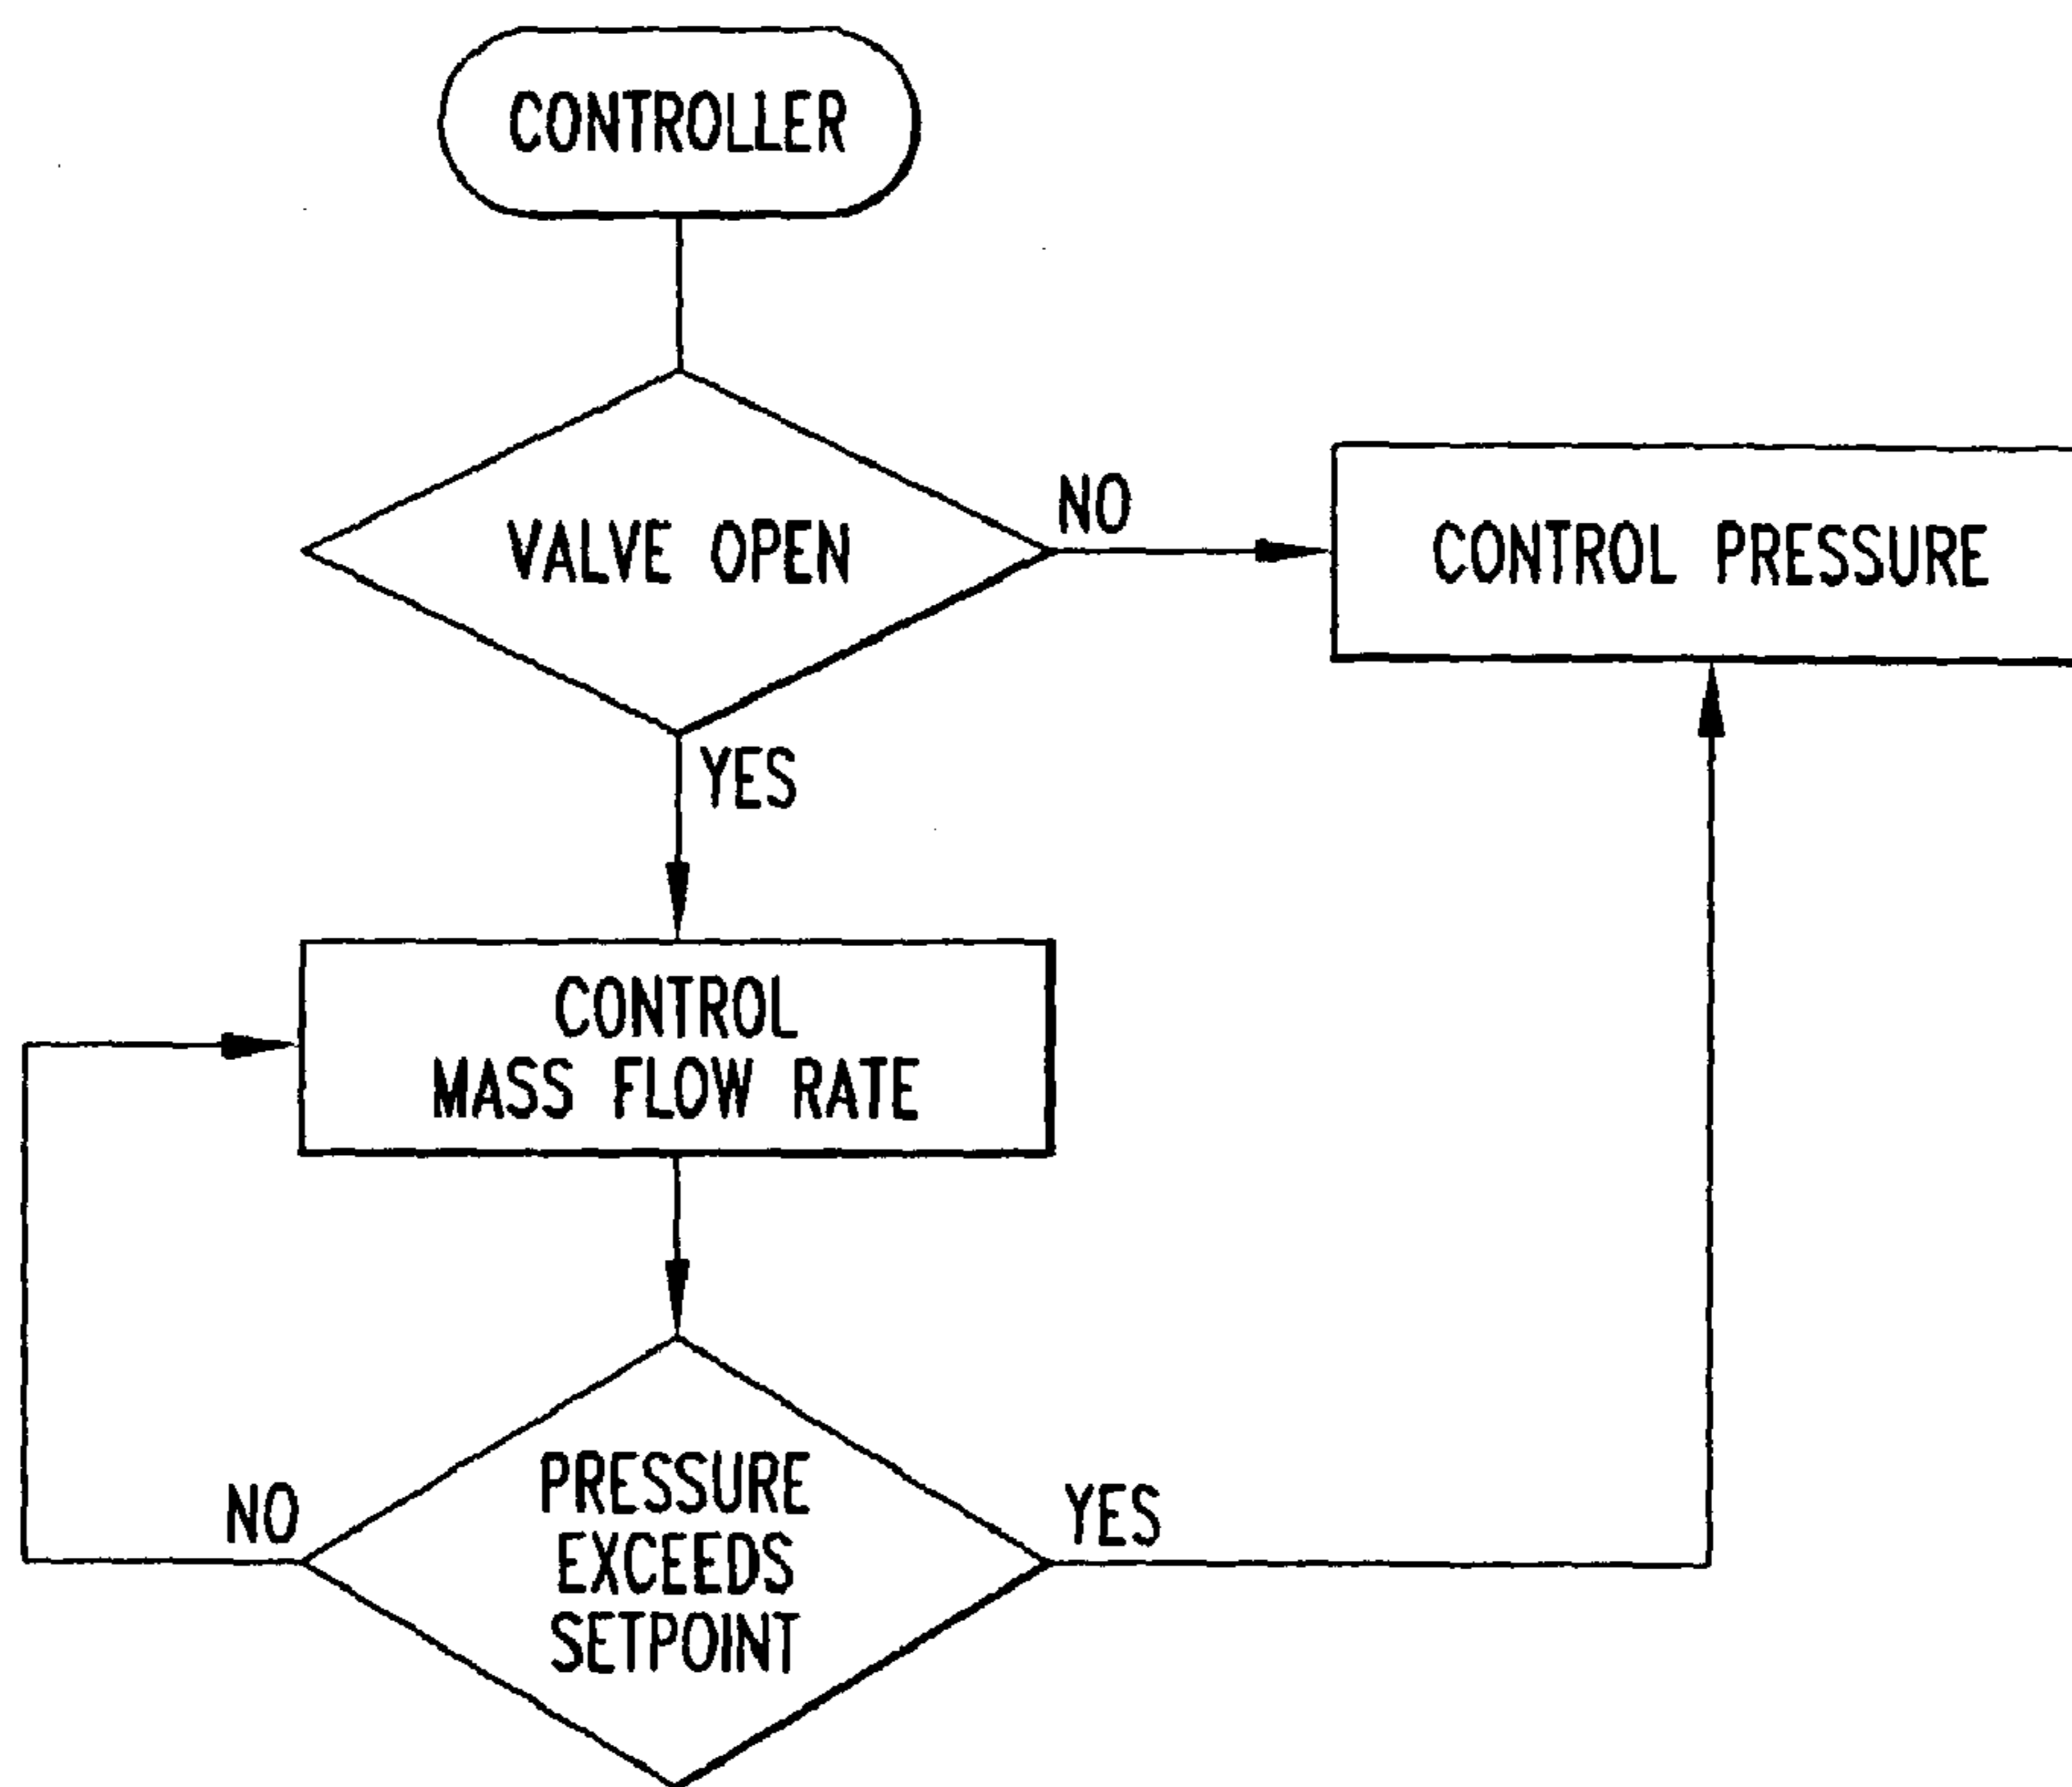 CONTROLLER
VALVE OPEN
NO
CONTROL PRESSURE
YES
CONTROL
MASS FLOW RATE
PRESSURE
EXCEEDS
SETPOINT
NO
YES